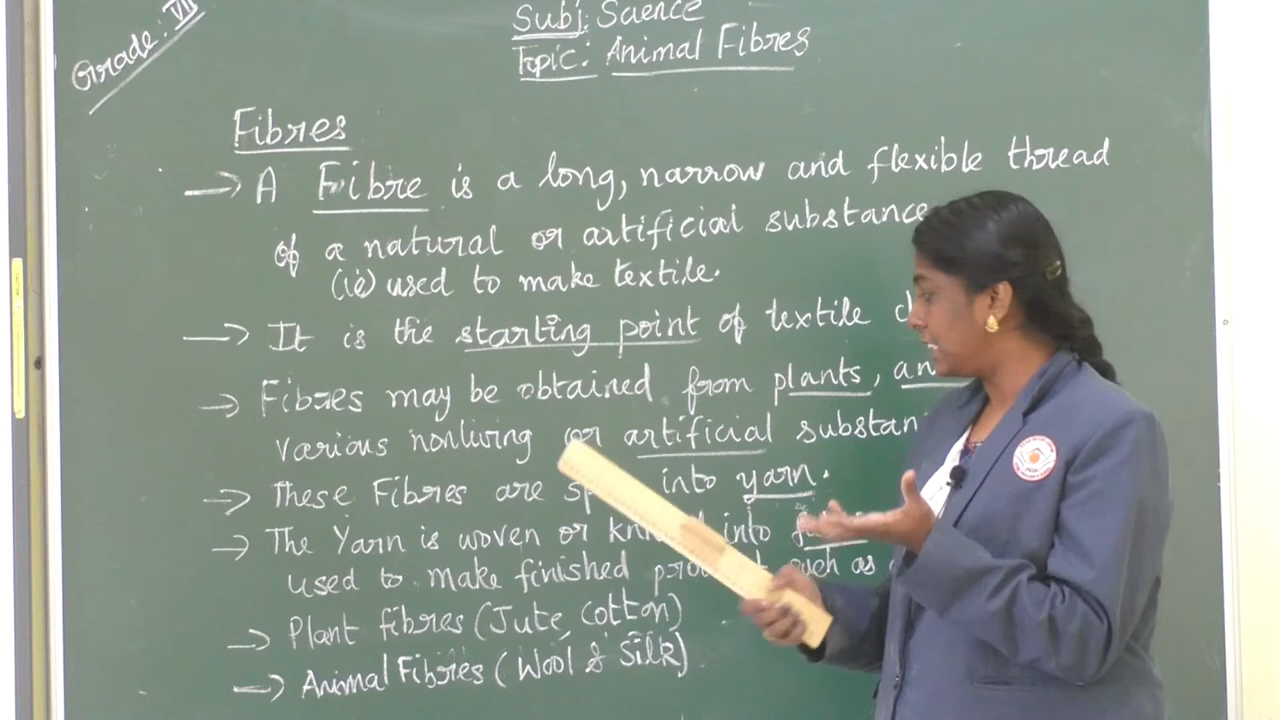 Grade: VII
Subj: Science
Topic: Animal Fibres
Fibres
→ A Fibre is a long, narrow and flexible thread
of a natural or artificial substance
(ie) used to make textile.
→ It is the starting point of textile
→ Fibres may be obtained from plants,
various nonliving or artificial
→ These Fibres are into yarn.
→ The Yarn is woven or into
used to make finished such as
→ Plant fibres (Jute, Cotton)
→ Animal Fibres (Wool & Silk)